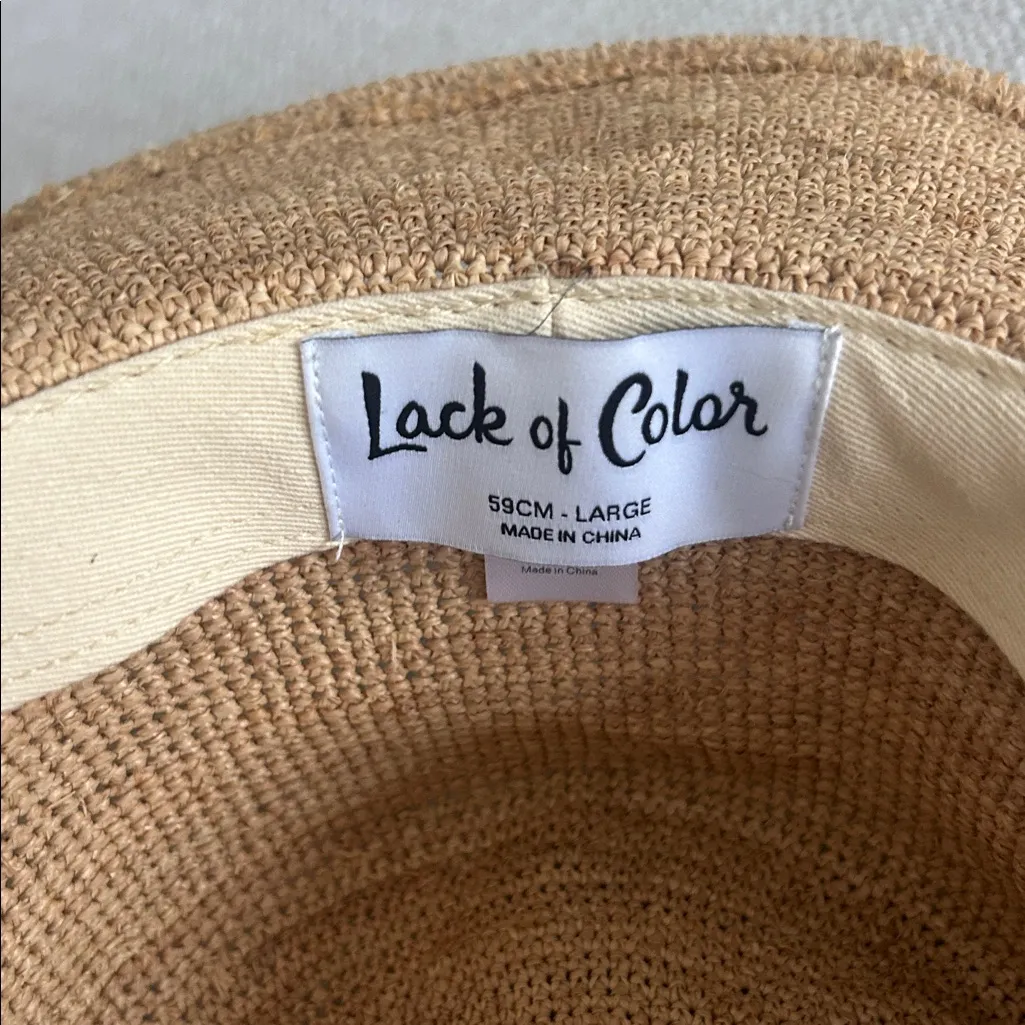 Lack of Color
59CM - LARGE
MADE IN CHINA
Made in China